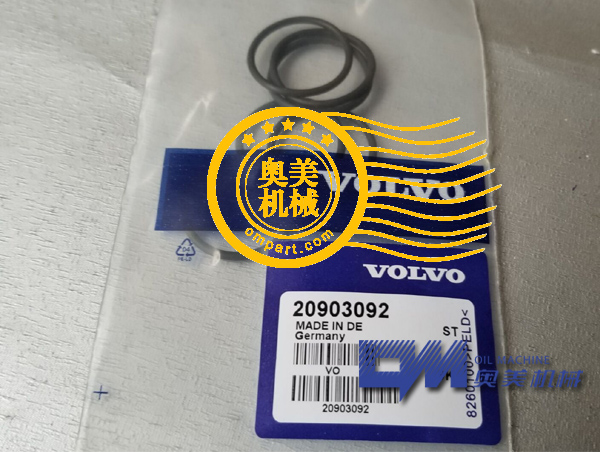 奥美
机械
ompart.com
VOLVO
VOLVO
20903092
MADE IN DE
Germany
ST
VO
20903092
8260100>PELD<
OIL MACHINE
奥美机械